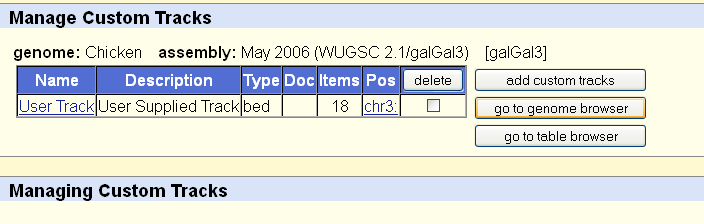 Manage Custom Tracks
genome: Chicken assembly: May 2006 (WUGSC 2.1/galGal3) [galGal3]
Name Description Type Doc Items Pos delete add custom tracks
User Track User Supplied Track bed 18 chr3: go to genome browser
go to table browser
Managing Custom Tracks